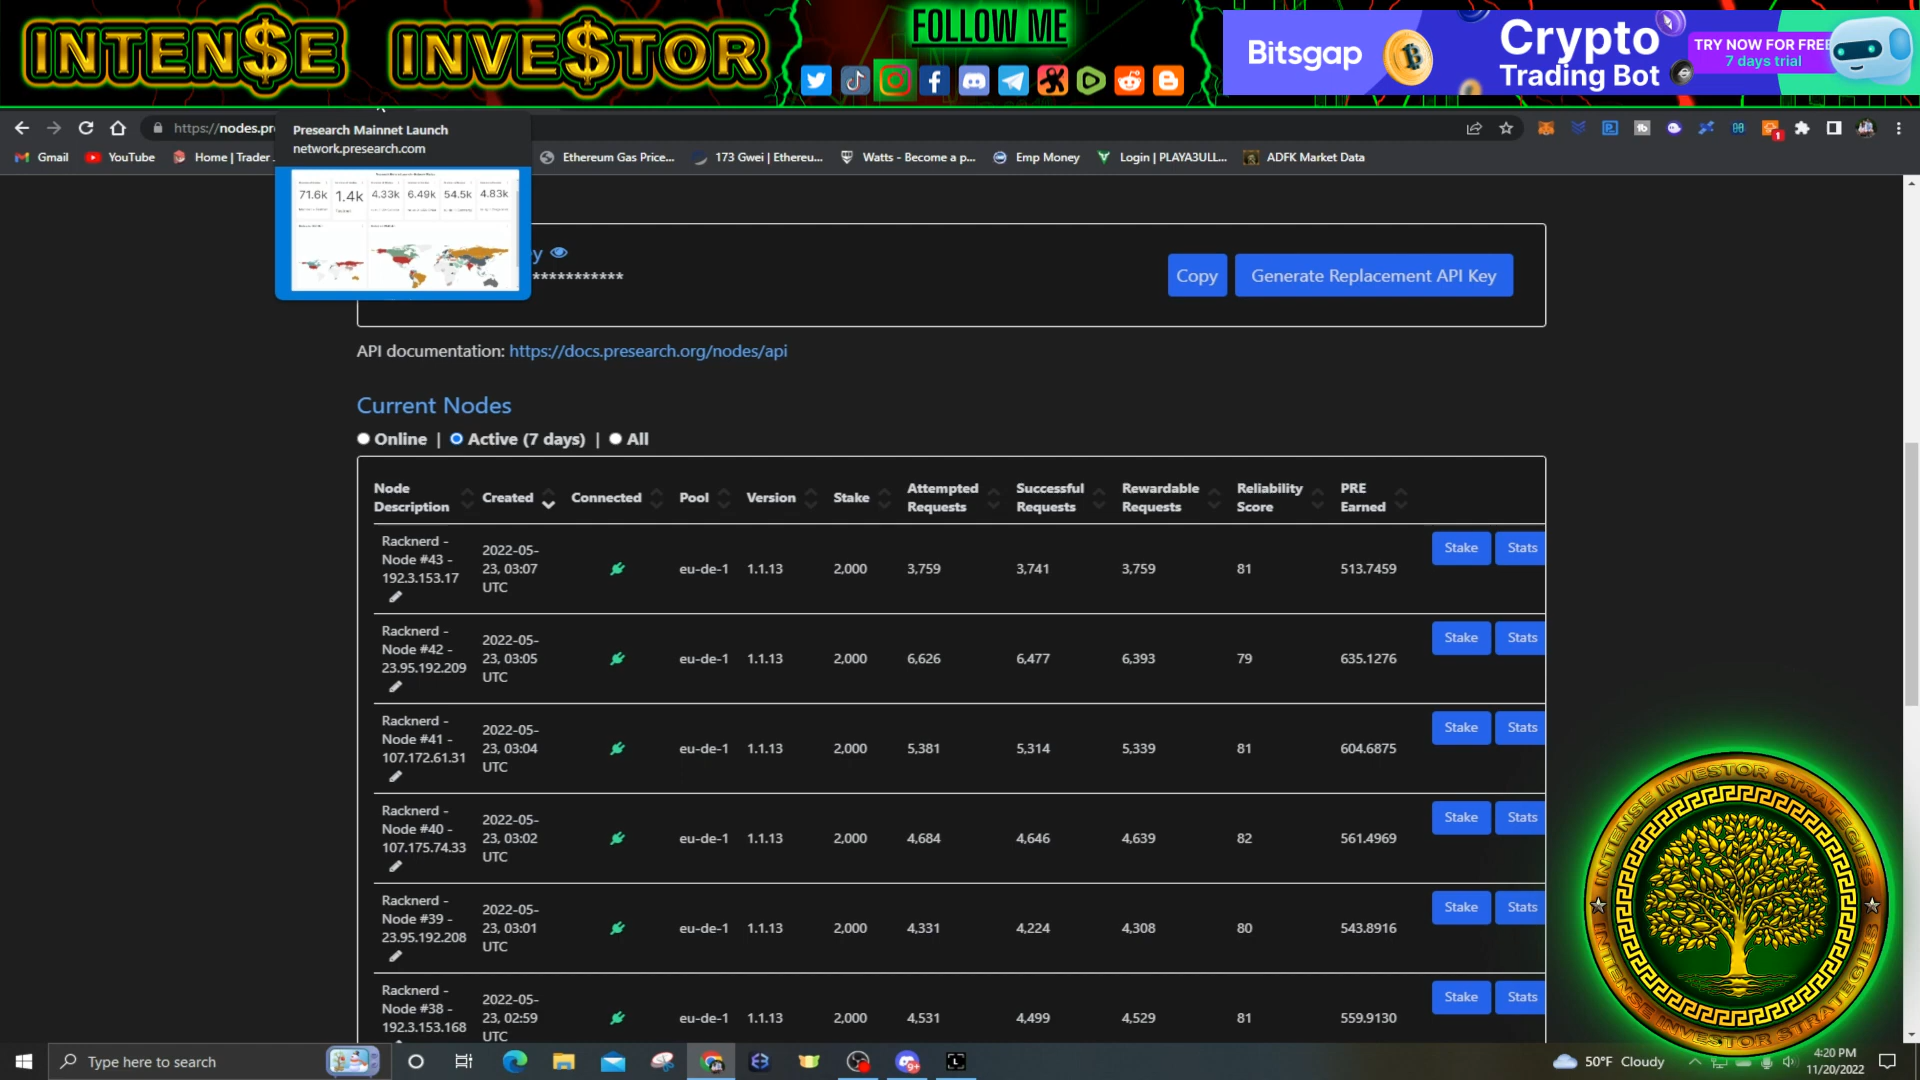 INTEN$E INVE$TOR
FOLLOW ME
Bitsgap
Crypto
Trading Bot
TRY NOW FOR FREE
7 days trial
https://nodes.pr
Presearch Mainnet Launch
network.presearch.com
Gmail
YouTube
Home | Trader
Ethereum Gas Price...
173 Gwei | Ethereu...
Watts - Become a p...
Emp Money
Login | PLAYA3ULL...
ADFK Market Data
71.6k 1.4k 4.33k 6.49k 54.5k 4.83k
y
************
Copy
Generate Replacement API Key
API documentation: https://docs.presearch.org/nodes/api
Current Nodes
Online | Active (7 days) | All
Node Description Created Connected Pool Version Stake Attempted Requests Successful Requests Rewardable Requests Reliability Score PRE Earned
Racknerd - Node #43 - 192.3.153.17 2022-05-23, 03:07 UTC eu-de-1 1.1.13 2,000 3,759 3,741 3,759 81 513.7459 Stake Stats
Racknerd - Node #42 - 23.95.192.209 2022-05-23, 03:05 UTC eu-de-1 1.1.13 2,000 6,626 6,477 6,393 79 635.1276 Stake Stats
Racknerd - Node #41 - 107.172.61.31 2022-05-23, 03:04 UTC eu-de-1 1.1.13 2,000 5,381 5,314 5,339 81 604.6875 Stake Stats
Racknerd - Node #40 - 107.175.74.33 2022-05-23, 03:02 UTC eu-de-1 1.1.13 2,000 4,684 4,646 4,639 82 561.4969 Stake Stats
Racknerd - Node #39 - 23.95.192.208 2022-05-23, 03:01 UTC eu-de-1 1.1.13 2,000 4,331 4,224 4,308 80 543.8916 Stake Stats
Racknerd - Node #38 - 192.3.153.168 2022-05-23, 02:59 UTC eu-de-1 1.1.13 2,000 4,531 4,499 4,529 81 559.9130 Stake Stats
INTENSE INVESTOR STRATEGIES
INTENSE INVESTOR STRATEGIES
Type here to search
50°F Cloudy
4:20 PM
11/20/2022